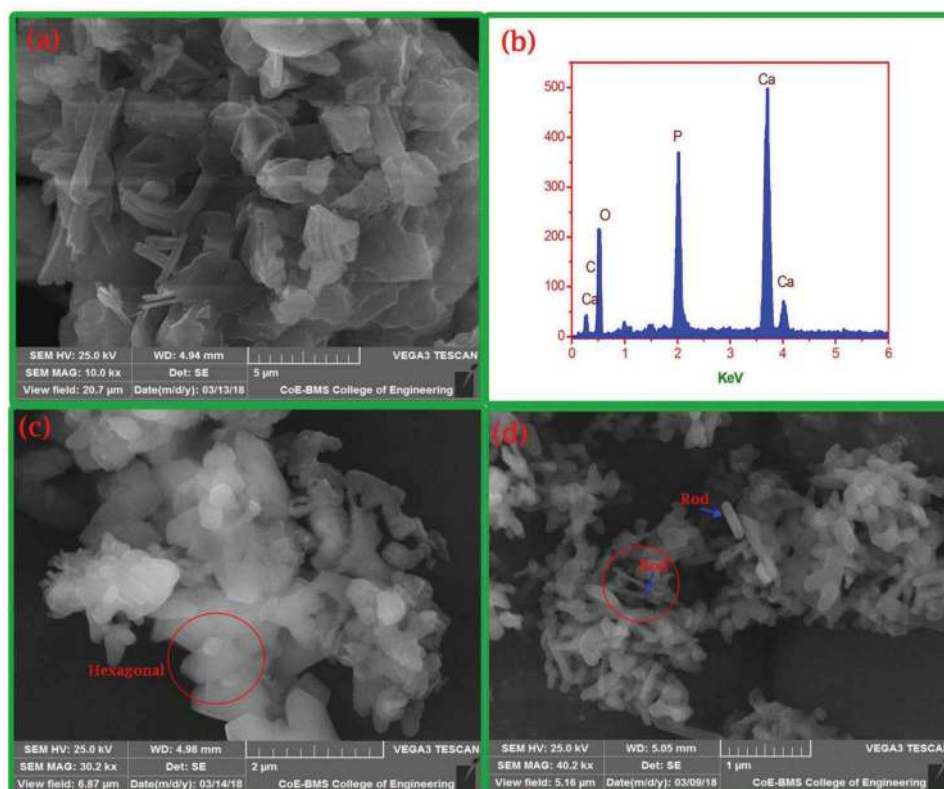 (a)
SEM HV: 25.0 kV WD: 4.94 mm VEGA3 TESCAN
SEM MAG: 10.0 kx Det: SE 5 µm
View field: 20.7 µm Date(m/d/y): 03/13/18 CoE-BMS College of Engineering
(b)
500
400
300
200
100
0
Ca
P
O
C
Ca
Ca
0 1 2 3 4 5 6
KeV
(c)
Hexagonal
SEM HV: 25.0 kV WD: 4.98 mm VEGA3 TESCAN
SEM MAG: 30.2 kx Det: SE 2 µm
View field: 6.87 µm Date(m/d/y): 03/14/18 CoE-BMS College of Engineering
(d)
Rod
Rod
SEM HV: 25.0 kV WD: 5.05 mm VEGA3 TESCAN
SEM MAG: 40.2 kx Det: SE 1 µm
View field: 5.16 µm Date(m/d/y): 03/09/18 CoE-BMS College of Engineering